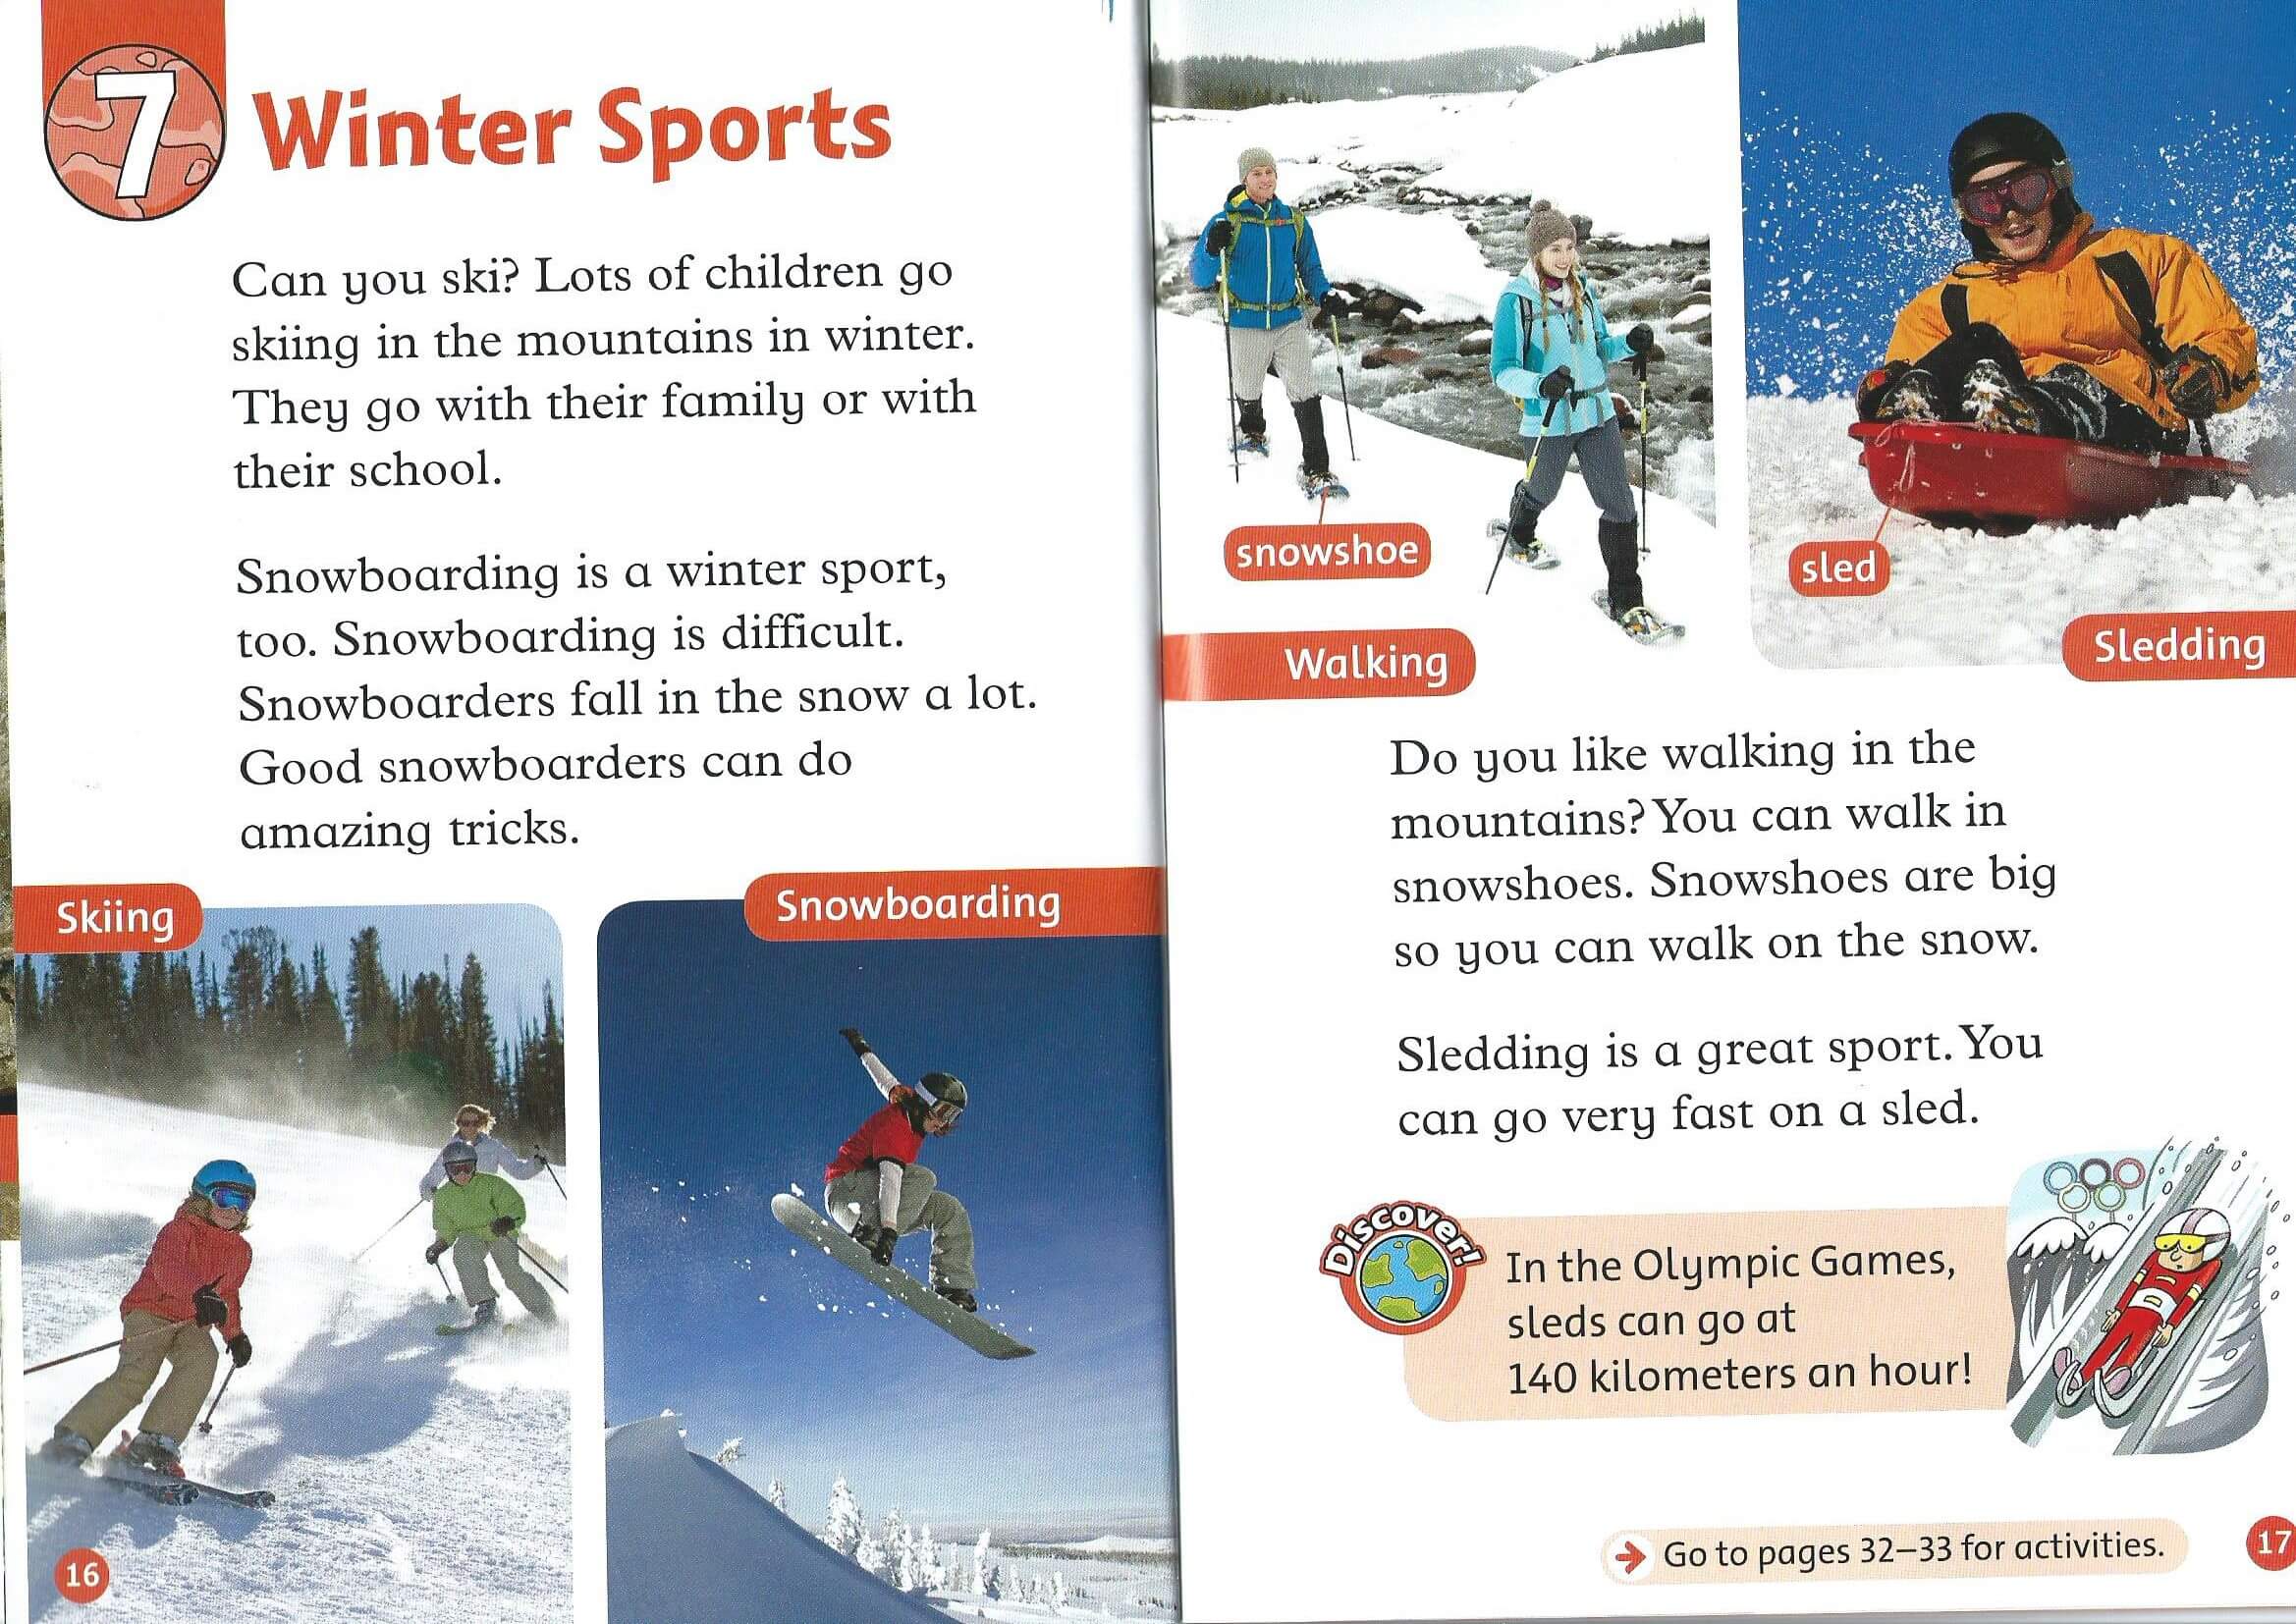 7
Winter Sports
Can you ski? Lots of children go
skiing in the mountains in winter.
They go with their family or with
their school.
Snowboarding is a winter sport,
too. Snowboarding is difficult.
Snowboarders fall in the snow a lot.
Good snowboarders can do
amazing tricks.
Skiing
Snowboarding
16
snowshoe
sled
Walking
Sledding
Do you like walking in the
mountains? You can walk in
snowshoes. Snowshoes are big
so you can walk on the snow.
Sledding is a great sport. You
can go very fast on a sled.
Discover!
In the Olympic Games,
sleds can go at
140 kilometers an hour!
Go to pages 32–33 for activities.
17